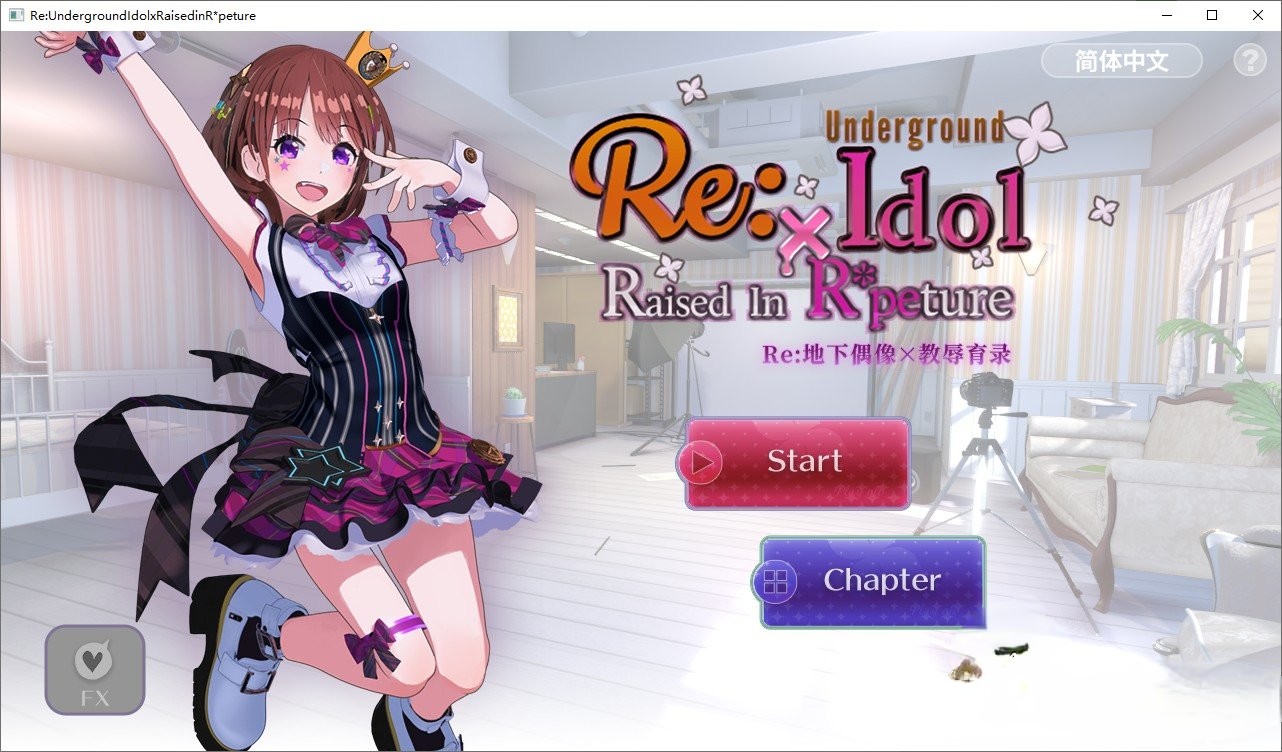 Re:UndergroundIdolxRaisedinR*peture
简体中文
?
Underground
Re:×Idol
Raised In R*peture
Re:地下偶像×教辱育录
Start
Chapter
FX